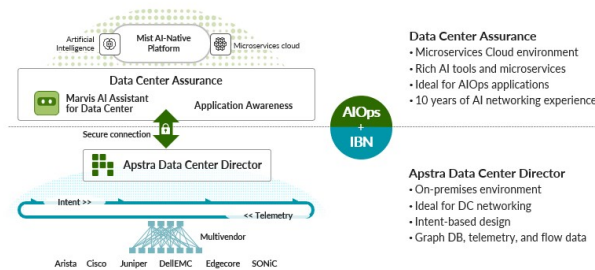 Artificial
Intelligence
Mist AI-Native
Platform
Microservices cloud
Data Center Assurance
Marvis AI Assistant
for Data Center
Application Awareness
Secure connection
Apstra Data Center Director
Intent >>
<< Telemetry
Multivendor
Arista Cisco Juniper DellEMC Edgecore SONiC
AIOps
+
IBN
Data Center Assurance
• Microservices Cloud environment
• Rich AI tools and microservices
• Ideal for AIOps applications
• 10 years of AI networking experience
Apstra Data Center Director
• On-premises environment
• Ideal for DC networking
• Intent-based design
• Graph DB, telemetry, and flow data